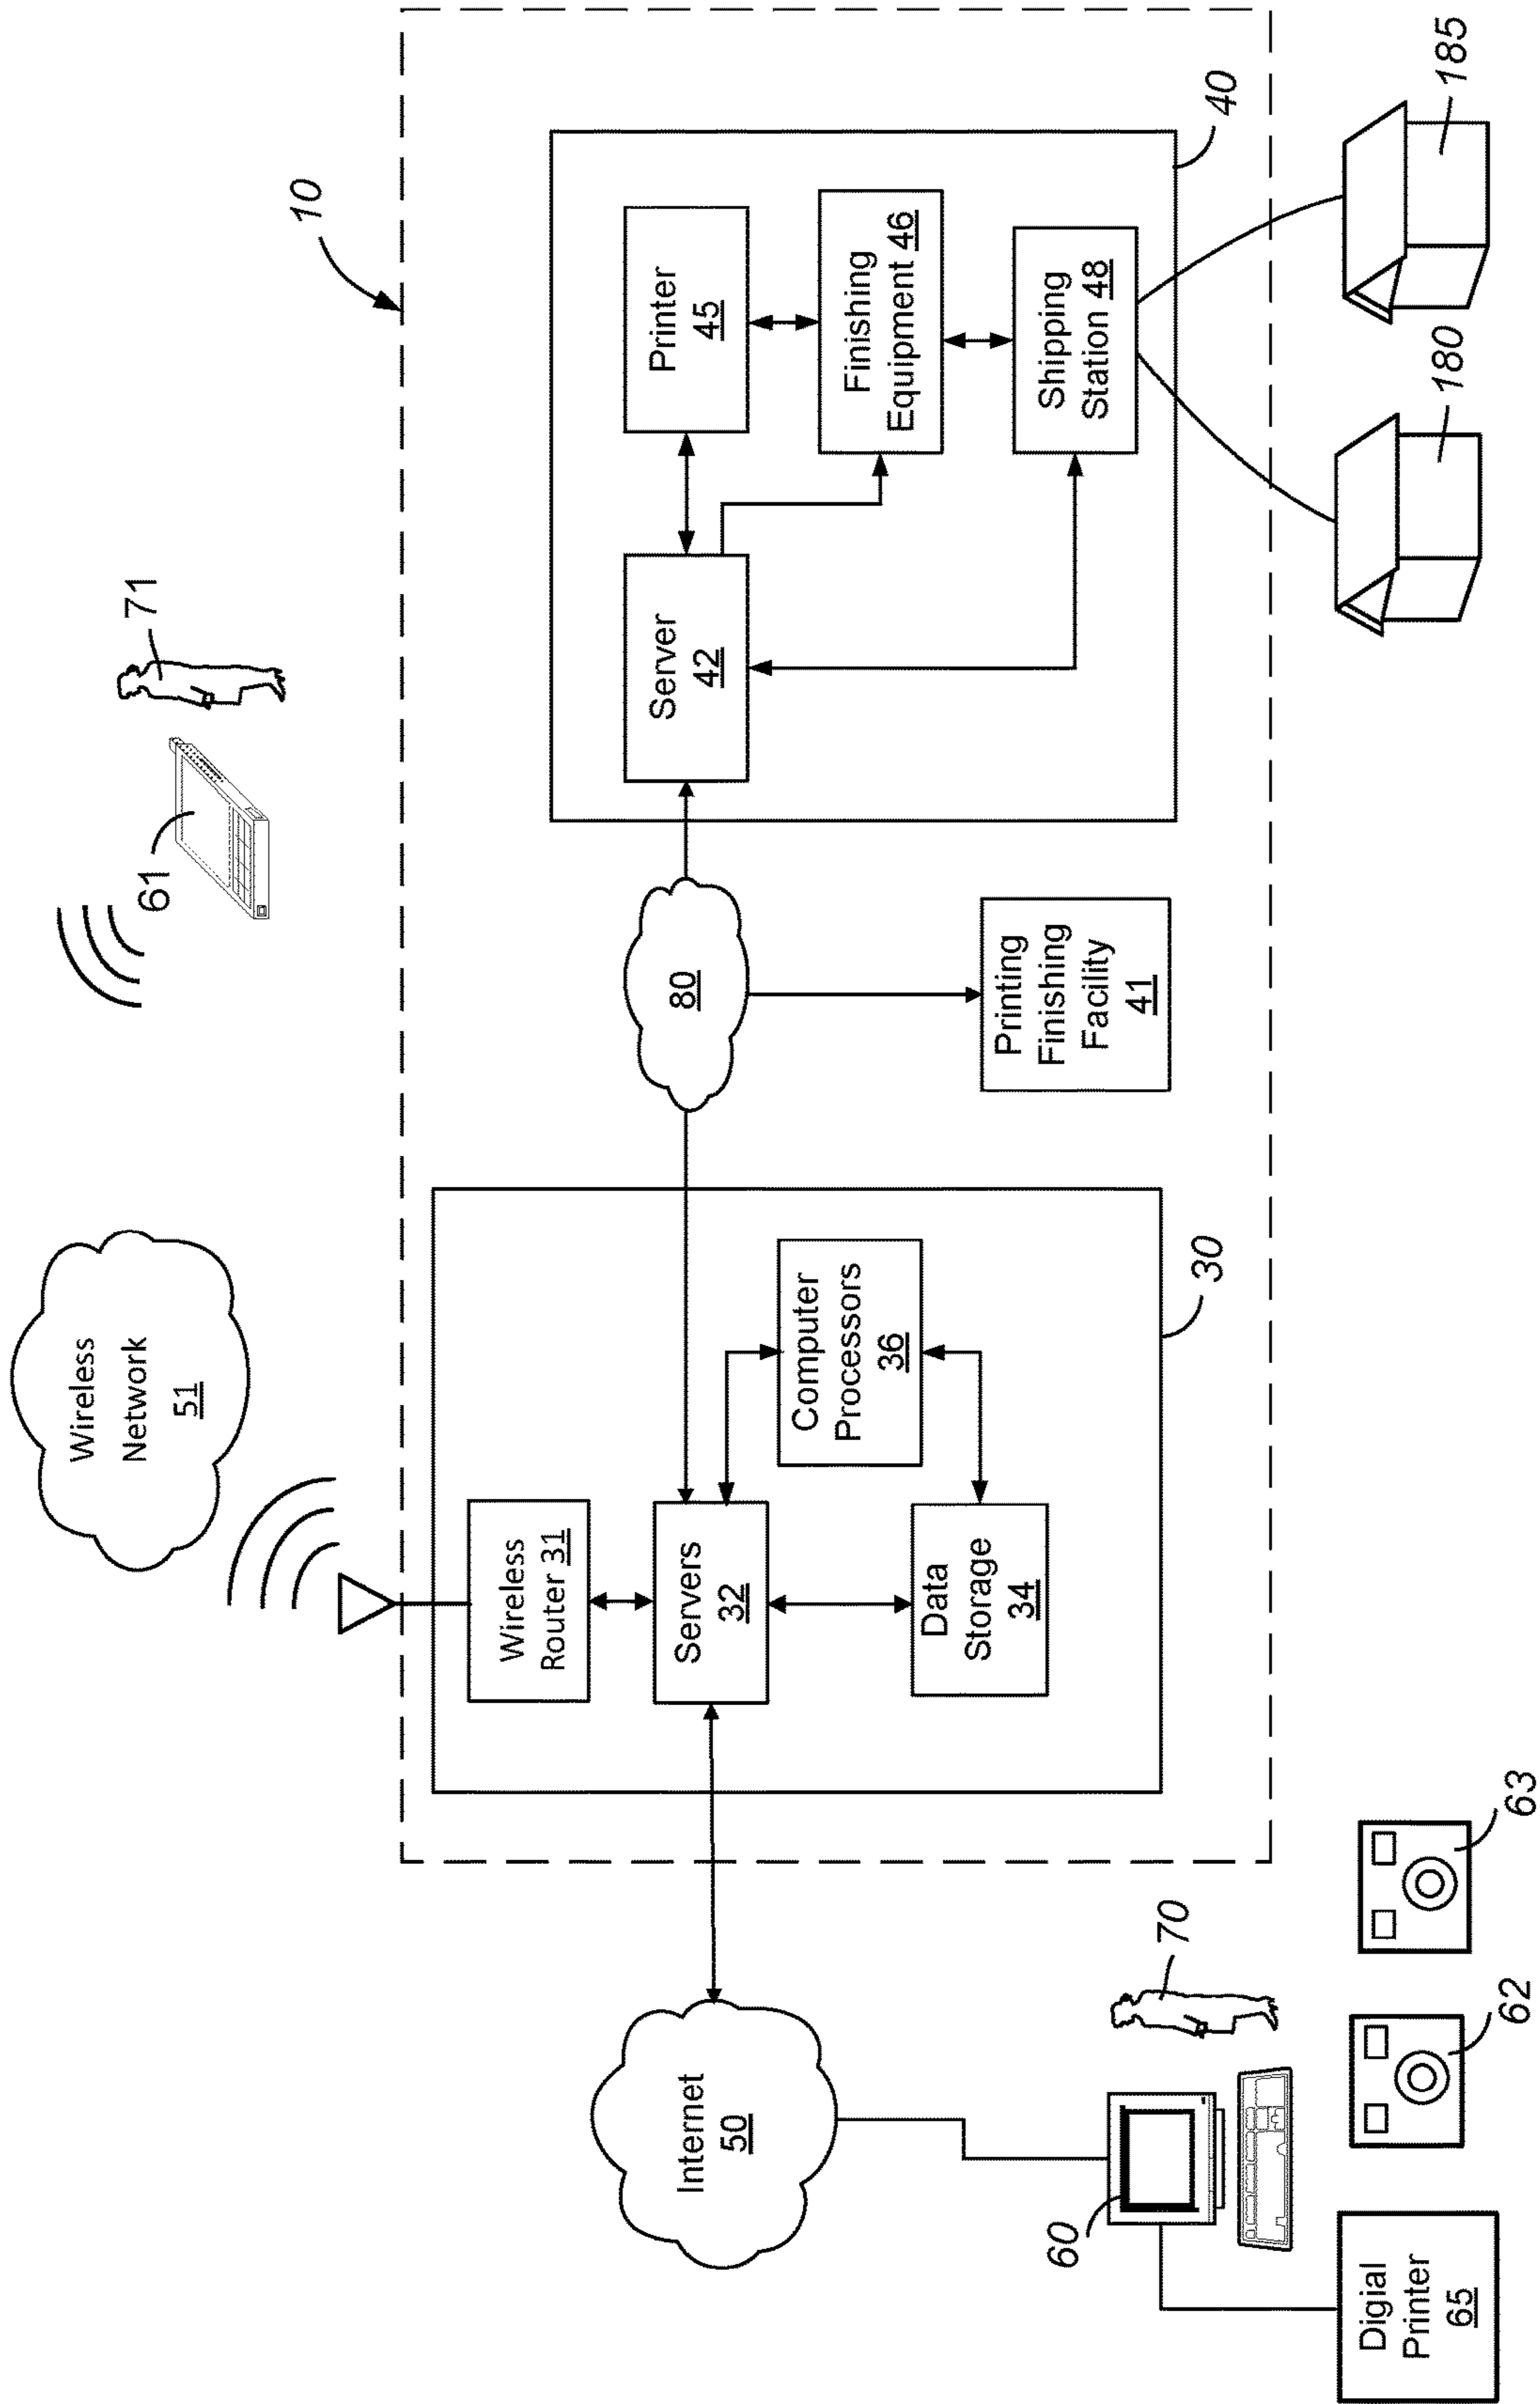 Wireless
Network
51
61
71
10
Wireless
Router 31
Servers
32
Computer
Processors
36
Data
Storage
34
30
80
Printing
Finishing
Facility
41
Server
42
Printer
45
Finishing
Equipment 46
Shipping
Station 48
40
Internet
50
60
70
Digial
Printer
65
62
63
180
185